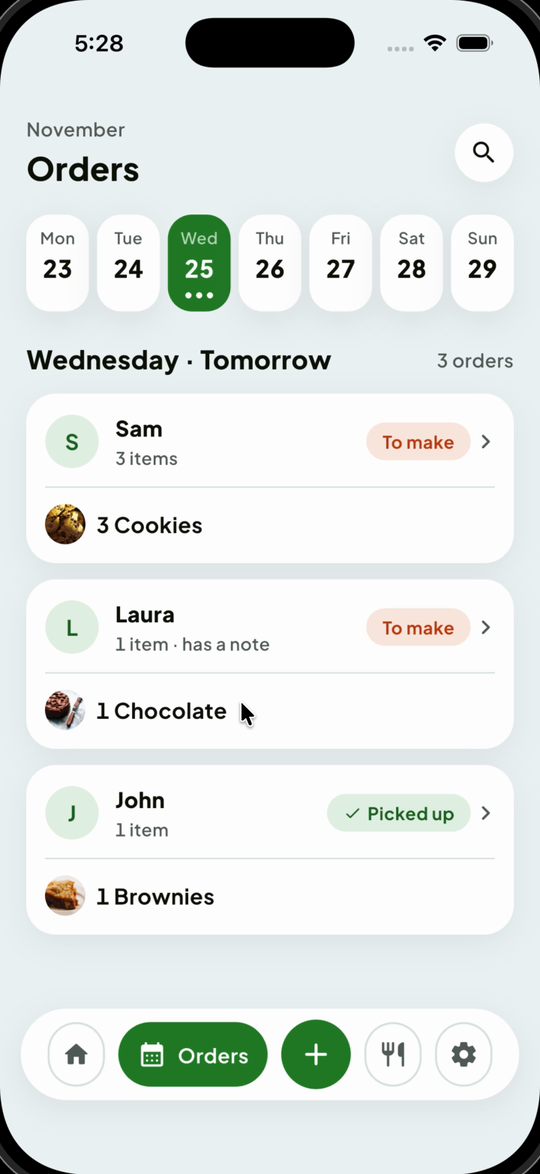 5:28
November
Orders
Mon Tue Wed Thu Fri Sat Sun
23 24 25 26 27 28 29
Wednesday · Tomorrow
3 orders
S
Sam
3 items
To make
3 Cookies
L
Laura
1 item · has a note
To make
1 Chocolate
J
John
1 item
Picked up
1 Brownies
Orders